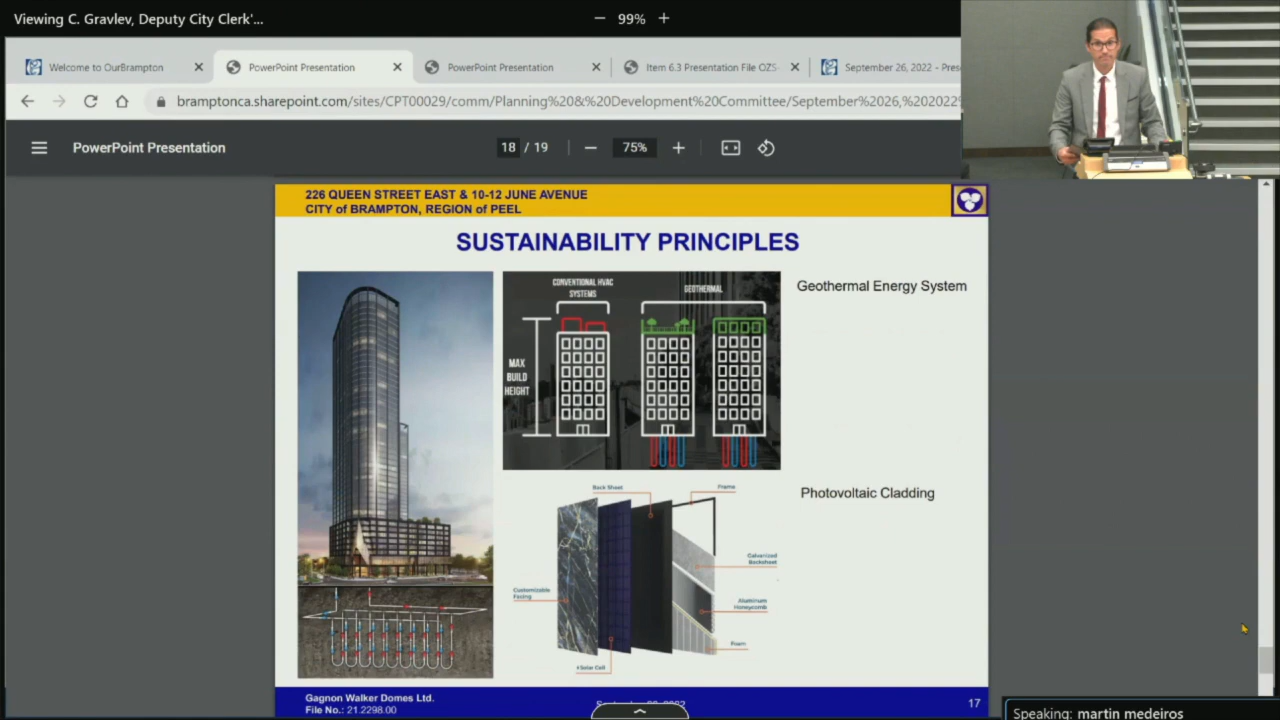 Viewing C. Gravlev, Deputy City Clerk'...
99%
Welcome to OurBrampton
PowerPoint Presentation
PowerPoint Presentation
Item 6.3 Presentation File OZS-
September 26, 2022 - Prese
bramptonca.sharepoint.com/sites/CPT00029/comm/Planning%20&%20Development%20Committee/September%2026,%202022%
PowerPoint Presentation
18 / 19
75%
226 QUEEN STREET EAST & 10-12 JUNE AVENUE
CITY of BRAMPTON, REGION of PEEL
SUSTAINABILITY PRINCIPLES
CONVENTIONAL HVAC
SYSTEMS
GEOTHERMAL
MAX
BUILD
HEIGHT
Geothermal Energy System
Back Sheet
Frame
Photovoltaic Cladding
Galvanized
Backsheet
Customizable
Facing
Aluminum
Honeycomb
Foam
Solar Cell
Gagnon Walker Domes Ltd.
File No.: 21.2298.00
17
Speaking: martin medeiros